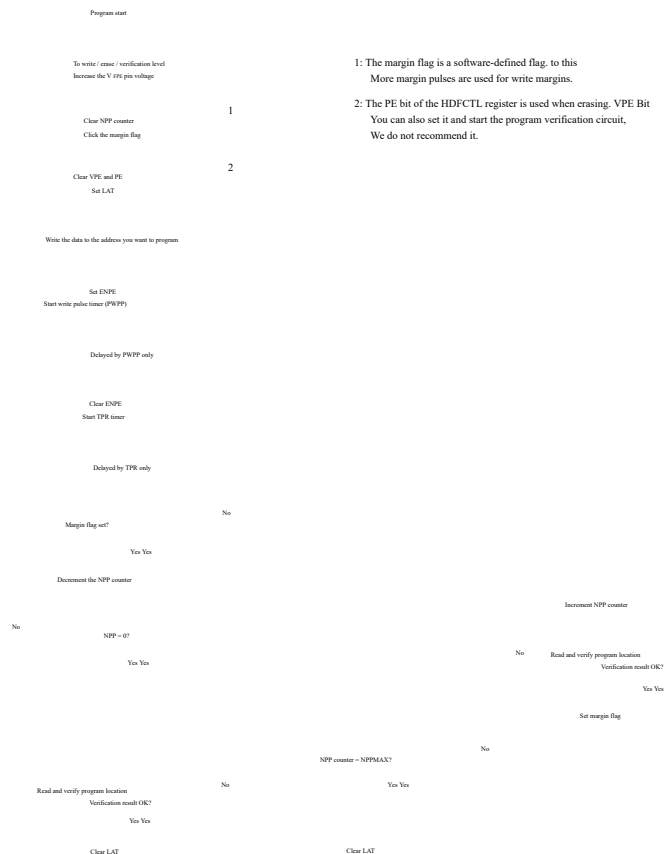 Program start
To write / erase / verification level
Increase the V FPE pin voltage
1: The margin flag is a software-defined flag. to this
More margin pulses are used for write margins.
1
Clear NPP counter
Click the margin flag
2: The PE bit of the HDFCTL register is used when erasing. VPE Bit
You can also set it and start the program verification circuit,
We do not recommend it.
2
Clear VPE and PE
Set LAT
Write the data to the address you want to program
Set ENPE
Start write pulse timer (PWPP)
Delayed by PWPP only
Clear ENPE
Start TPR timer
Delayed by TPR only
No
Margin flag set?
Yes Yes
Decrement the NPP counter
Increment NPP counter
No
NPP = 0?
No
Read and verify program location
Verification result OK?
Yes Yes
Yes Yes
Set margin flag
No
NPP counter = NPPMAX?
No
Yes Yes
Read and verify program location
Verification result OK?
Yes Yes
Clear LAT
Clear LAT